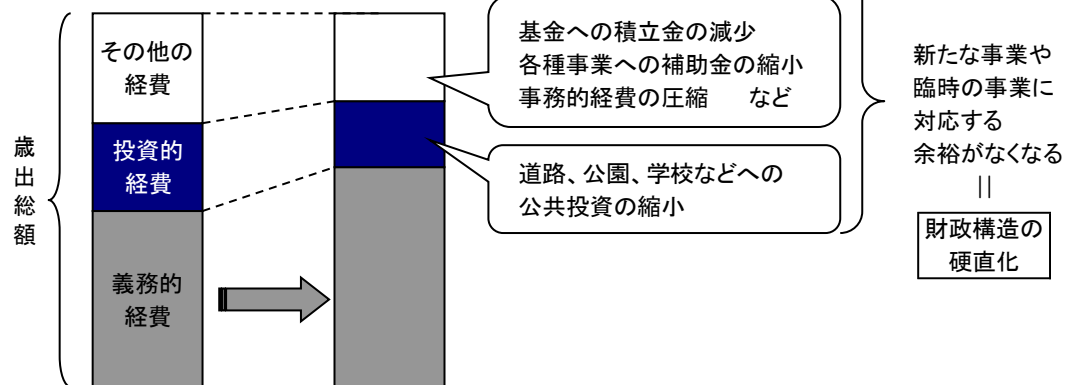 歳出総額
その他の
経費
投資的
経費
義務的
経費
基金への積立金の減少
各種事業への補助金の縮小
事務的経費の圧縮　など
道路、公園、学校などへの
公共投資の縮小
新たな事業や
臨時の事業に
対応する
余裕がなくなる
||
財政構造の
硬直化